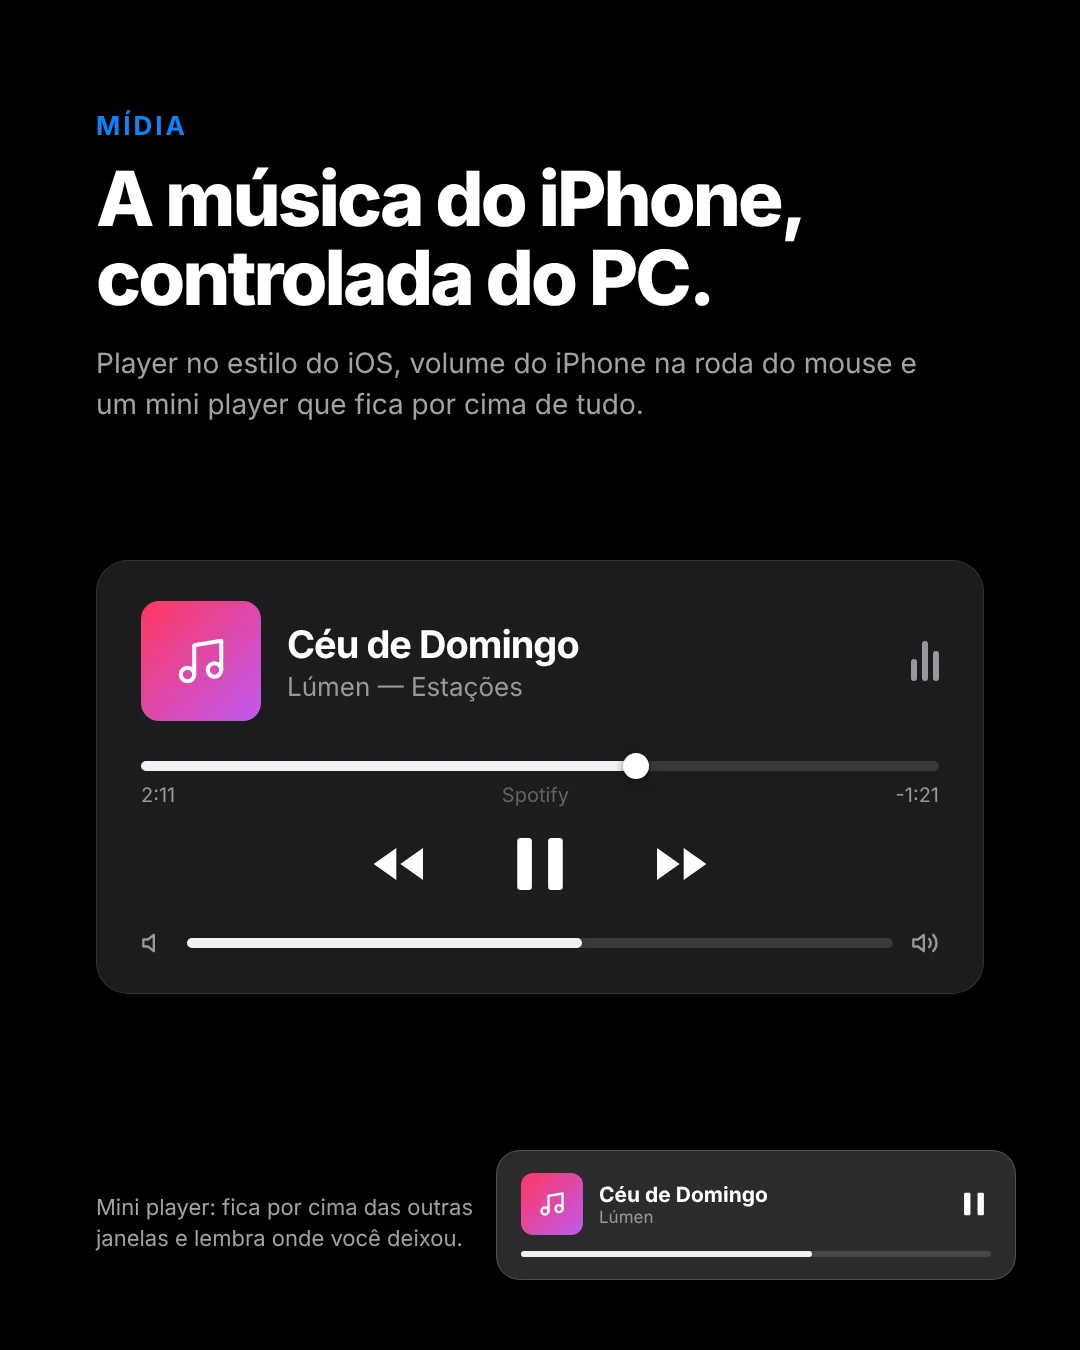 MÍDIA
A música do iPhone,
controlada do PC.
Player no estilo do iOS, volume do iPhone na roda do mouse e
um mini player que fica por cima de tudo.
Céu de Domingo
Lúmen — Estações
2:11
Spotify
-1:21
Mini player: fica por cima das outras
janelas e lembra onde você deixou.
Céu de Domingo
Lúmen